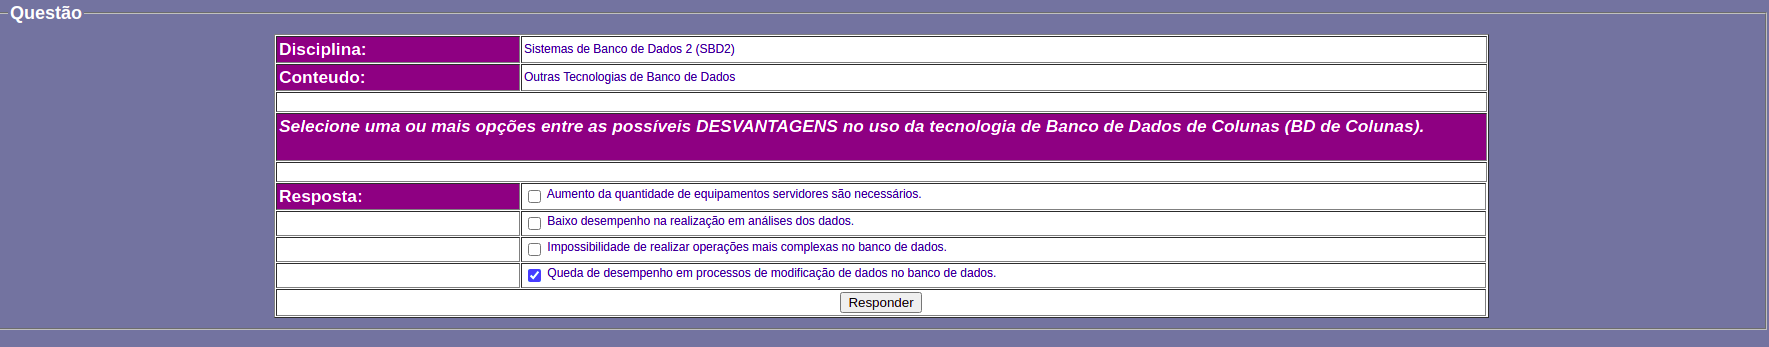 Questão
Disciplina: Sistemas de Banco de Dados 2 (SBD2)
Conteudo: Outras Tecnologias de Banco de Dados
Selecione uma ou mais opções entre as possíveis DESVANTAGENS no uso da tecnologia de Banco de Dados de Colunas (BD de Colunas).
Resposta: Aumento da quantidade de equipamentos servidores são necessários.
Baixo desempenho na realização em análises dos dados.
Impossibilidade de realizar operações mais complexas no banco de dados.
Queda de desempenho em processos de modificação de dados no banco de dados.
Responder